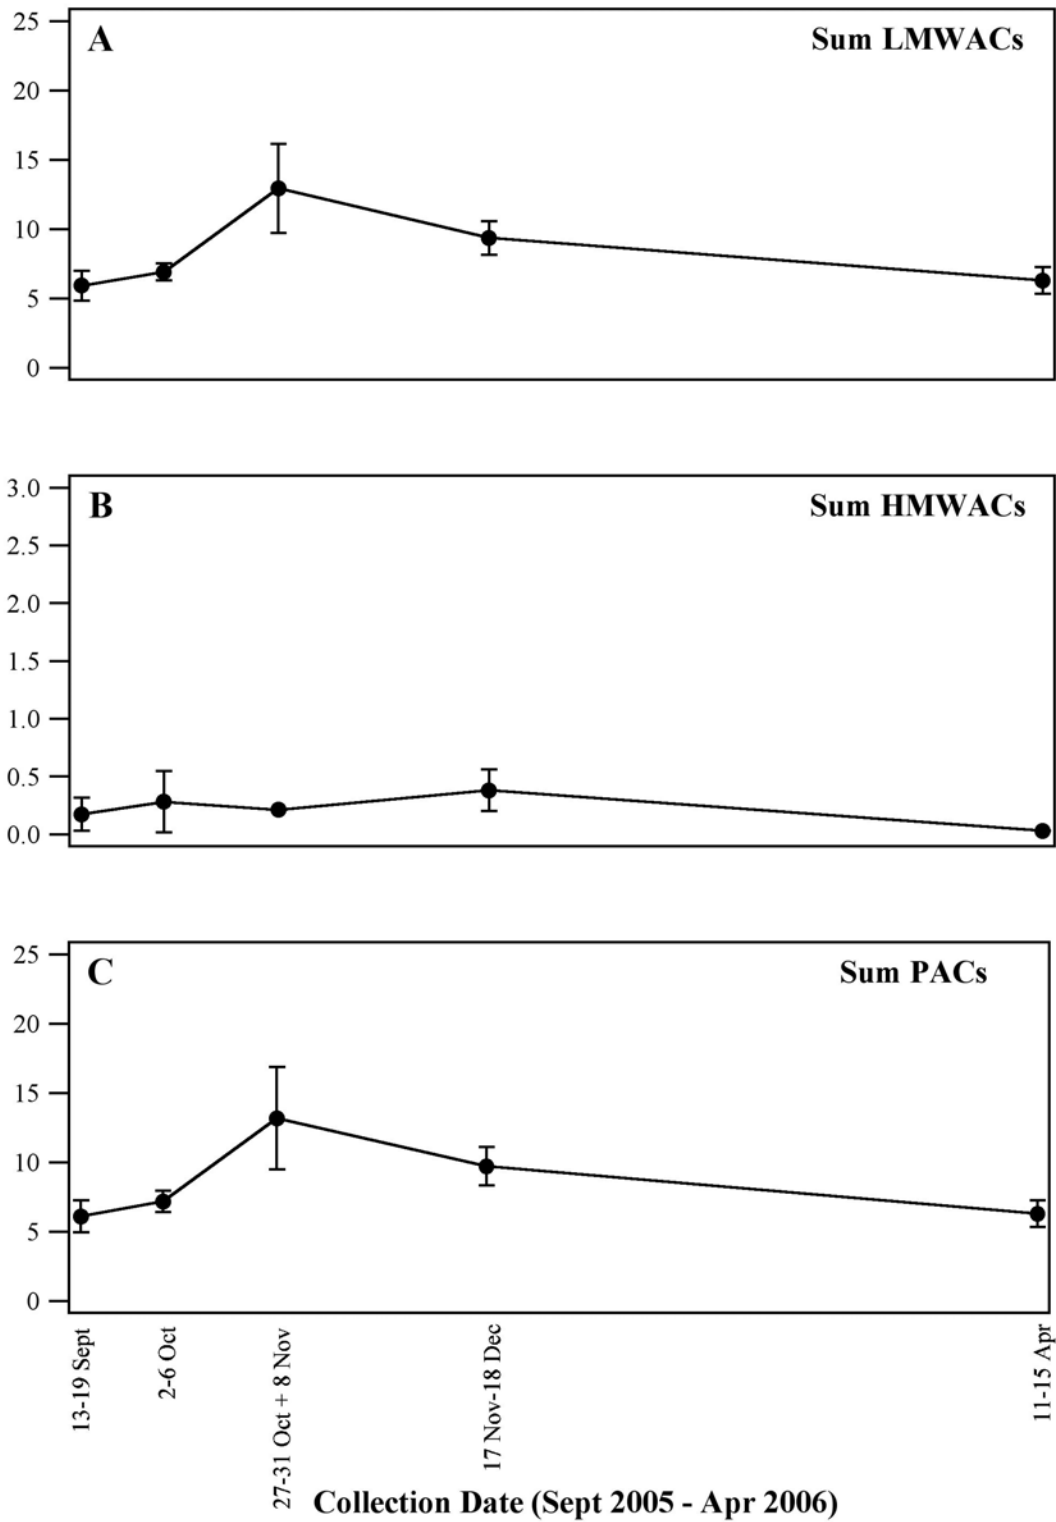 A
Sum LMWACs
25
20
15
10
5
0
B
Sum HMWACs
3.0
2.5
2.0
1.5
1.0
0.5
0.0
C
Sum PACs
25
20
15
10
5
0
13-19 Sept
2-6 Oct
27-31 Oct + 8 Nov
17 Nov-18 Dec
11-15 Apr
Collection Date (Sept 2005 - Apr 2006)